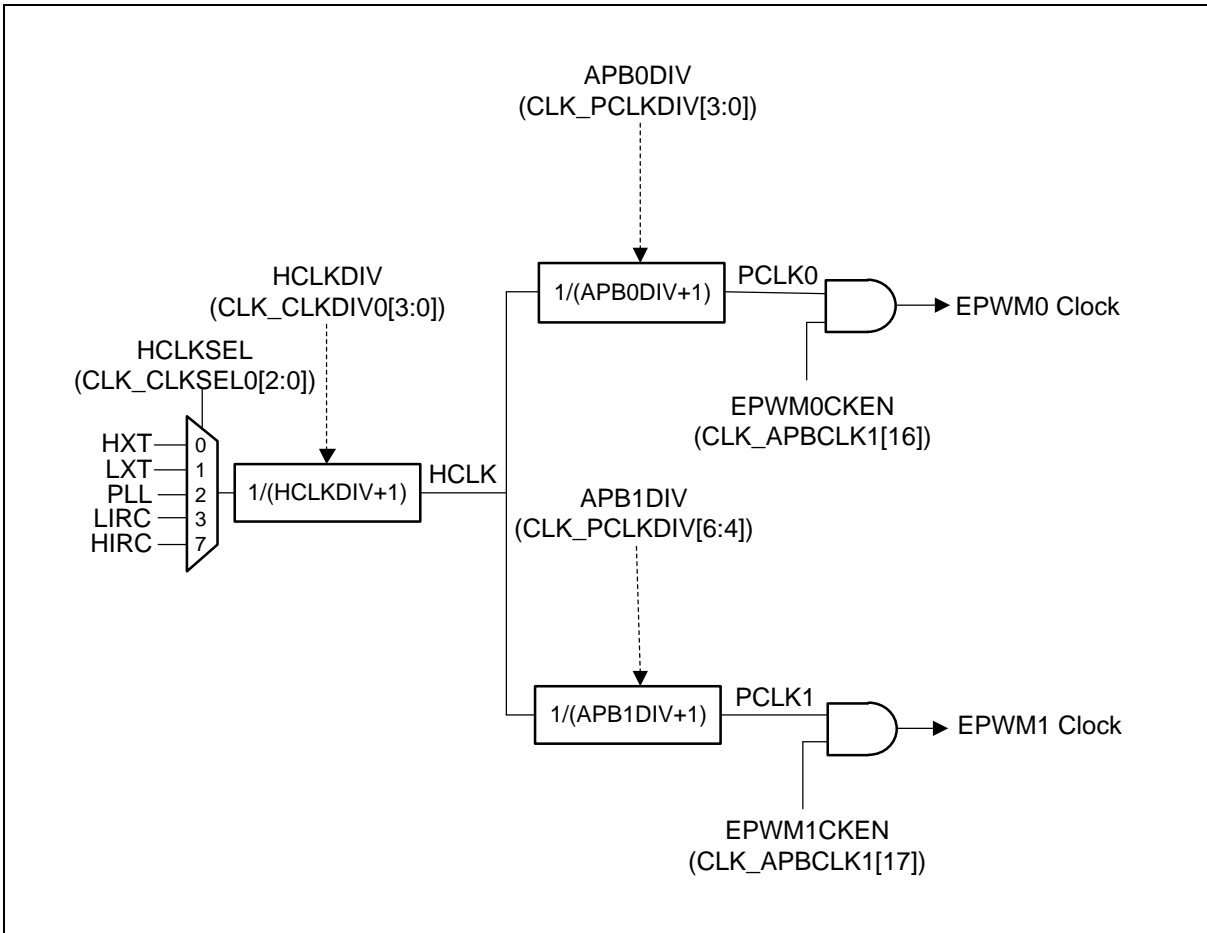 APB0DIV
(CLK_PCLKDIV[3:0])
HCLKDIV
(CLK_CLKDIV0[3:0])
1/(APB0DIV+1)
PCLK0
EPWM0 Clock
HCLKSEL
(CLK_CLKSEL0[2:0])
EPWM0CKEN
(CLK_APBCLK1[16])
HXT
0
LXT
1
PLL
2
LIRC
3
HIRC
7
1/(HCLKDIV+1)
HCLK
APB1DIV
(CLK_PCLKDIV[6:4])
1/(APB1DIV+1)
PCLK1
EPWM1 Clock
EPWM1CKEN
(CLK_APBCLK1[17])